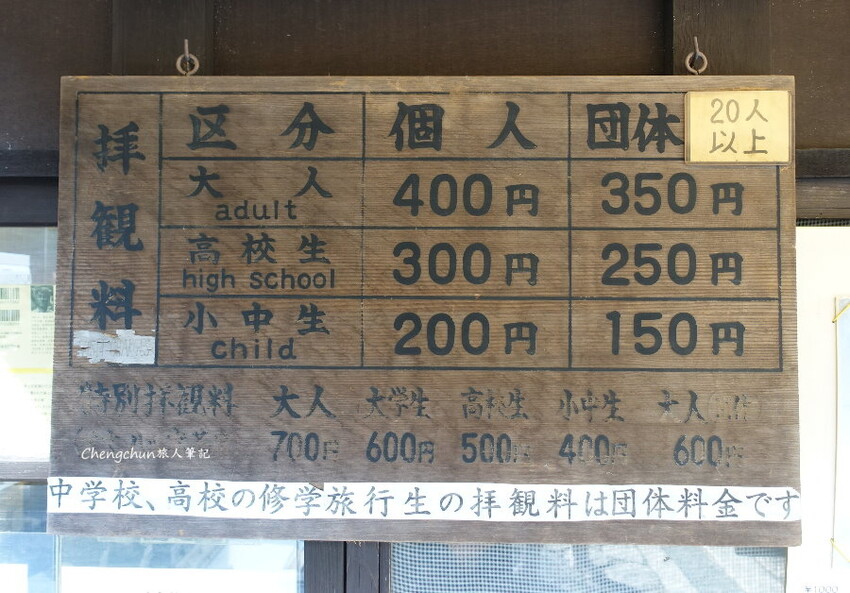 拝観料
区分 個人 団体 20人以上
大人 adult 400円 350円
高校生 high school 300円 250円
小中生 child 200円 150円
特別拝観料 大人 大学生 高校生 小中生 大人
700円 600円 500円 400円 600円
Chengchun旅人筆記
中学校、高校の修学旅行生の拝観料は団体料金です
¥1000